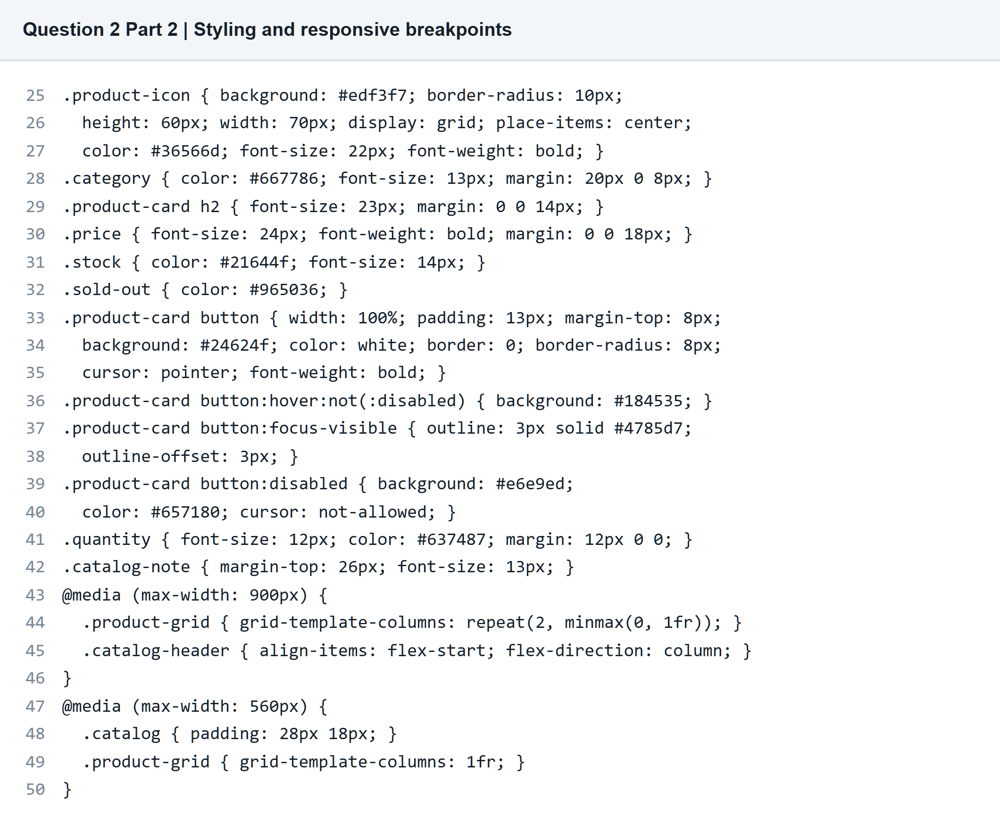 Question 2 Part 2 | Styling and responsive breakpoints
25 .product-icon { background: #edf3f7; border-radius: 10px;
26   height: 60px; width: 70px; display: grid; place-items: center;
27   color: #36566d; font-size: 22px; font-weight: bold; }
28 .category { color: #667786; font-size: 13px; margin: 20px 0 8px; }
29 .product-card h2 { font-size: 23px; margin: 0 0 14px; }
30 .price { font-size: 24px; font-weight: bold; margin: 0 0 18px; }
31 .stock { color: #21644f; font-size: 14px; }
32 .sold-out { color: #965036; }
33 .product-card button { width: 100%; padding: 13px; margin-top: 8px;
34   background: #24624f; color: white; border: 0; border-radius: 8px;
35   cursor: pointer; font-weight: bold; }
36 .product-card button:hover:not(:disabled) { background: #184535; }
37 .product-card button:focus-visible { outline: 3px solid #4785d7;
38   outline-offset: 3px; }
39 .product-card button:disabled { background: #e6e9ed;
40   color: #657180; cursor: not-allowed; }
41 .quantity { font-size: 12px; color: #637487; margin: 12px 0 0; }
42 .catalog-note { margin-top: 26px; font-size: 13px; }
43 @media (max-width: 900px) {
44   .product-grid { grid-template-columns: repeat(2, minmax(0, 1fr)); }
45   .catalog-header { align-items: flex-start; flex-direction: column; }
46 }
47 @media (max-width: 560px) {
48   .catalog { padding: 28px 18px; }
49   .product-grid { grid-template-columns: 1fr; }
50 }